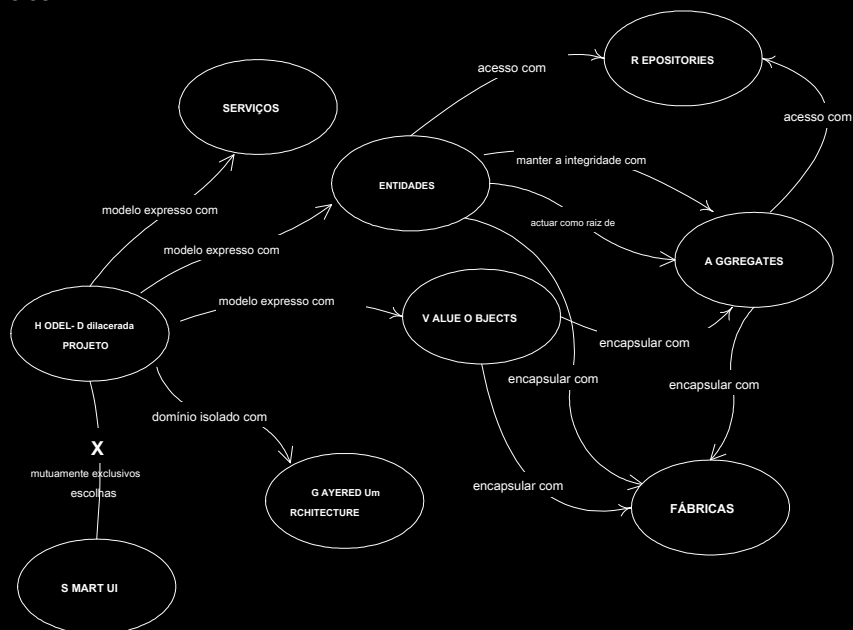 R EPOSITORIES
acesso com
SERVIÇOS
acesso com
manter a integridade com
ENTIDADES
modelo expresso com
actuar como raiz de
modelo expresso com
A GGREGATES
modelo expresso com
V ALUE O BJECTS
H ODEL- D dilacerada
PROJETO
encapsular com
encapsular com
encapsular com
domínio isolado com
X
mutuamente exclusivos
escolhas
encapsular com
G AYERED Um
RCHITECTURE
FÁBRICAS
S MART UI